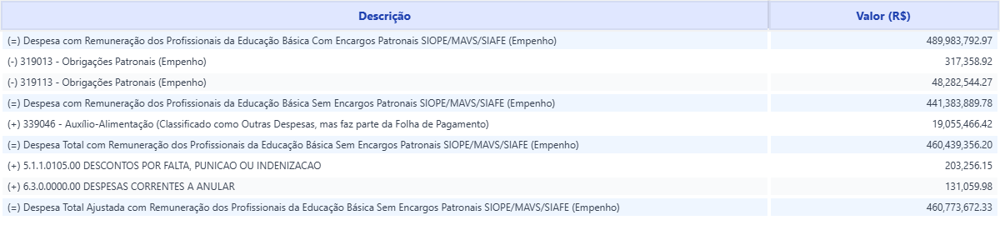 Descrição Valor (R$)
(=) Despesa com Remuneração dos Profissionais da Educação Básica Com Encargos Patronais SIOPE/MAVS/SIAFE (Empenho) 489,983,792.97
(-) 319013 - Obrigações Patronais (Empenho) 317,358.92
(-) 319113 - Obrigações Patronais (Empenho) 48,282,544.27
(=) Despesa com Remuneração dos Profissionais da Educação Básica Sem Encargos Patronais SIOPE/MAVS/SIAFE (Empenho) 441,383,889.78
(+) 339046 - Auxílio-Alimentação (Classificado como Outras Despesas, mas faz parte da Folha de Pagamento) 19,055,466.42
(=) Despesa Total com Remuneração dos Profissionais da Educação Básica Sem Encargos Patronais SIOPE/MAVS/SIAFE (Empenho) 460,439,356.20
(+) 5.1.1.0105.00 DESCONTOS POR FALTA, PUNICAO OU INDENIZACAO 203,256.15
(+) 6.3.0.0000.00 DESPESAS CORRENTES A ANULAR 131,059.98
(=) Despesa Total Ajustada com Remuneração dos Profissionais da Educação Básica Sem Encargos Patronais SIOPE/MAVS/SIAFE (Empenho) 460,773,672.33